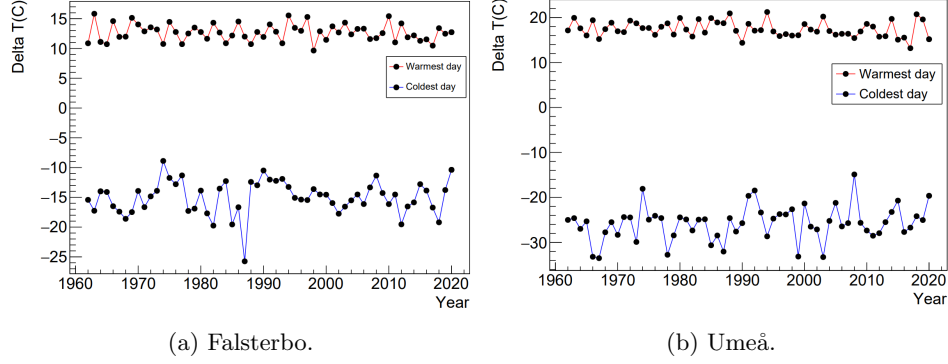 Delta T(C)
15
10
5
0
−5
−10
−15
−20
−25
1960 1970 1980 1990 2000 2010 2020
Year
Warmest day
Coldest day
(a) Falsterbo.
Delta T(C)
20
10
0
−10
−20
−30
1960 1970 1980 1990 2000 2010 2020
Year
Warmest day
Coldest day
(b) Umeå.